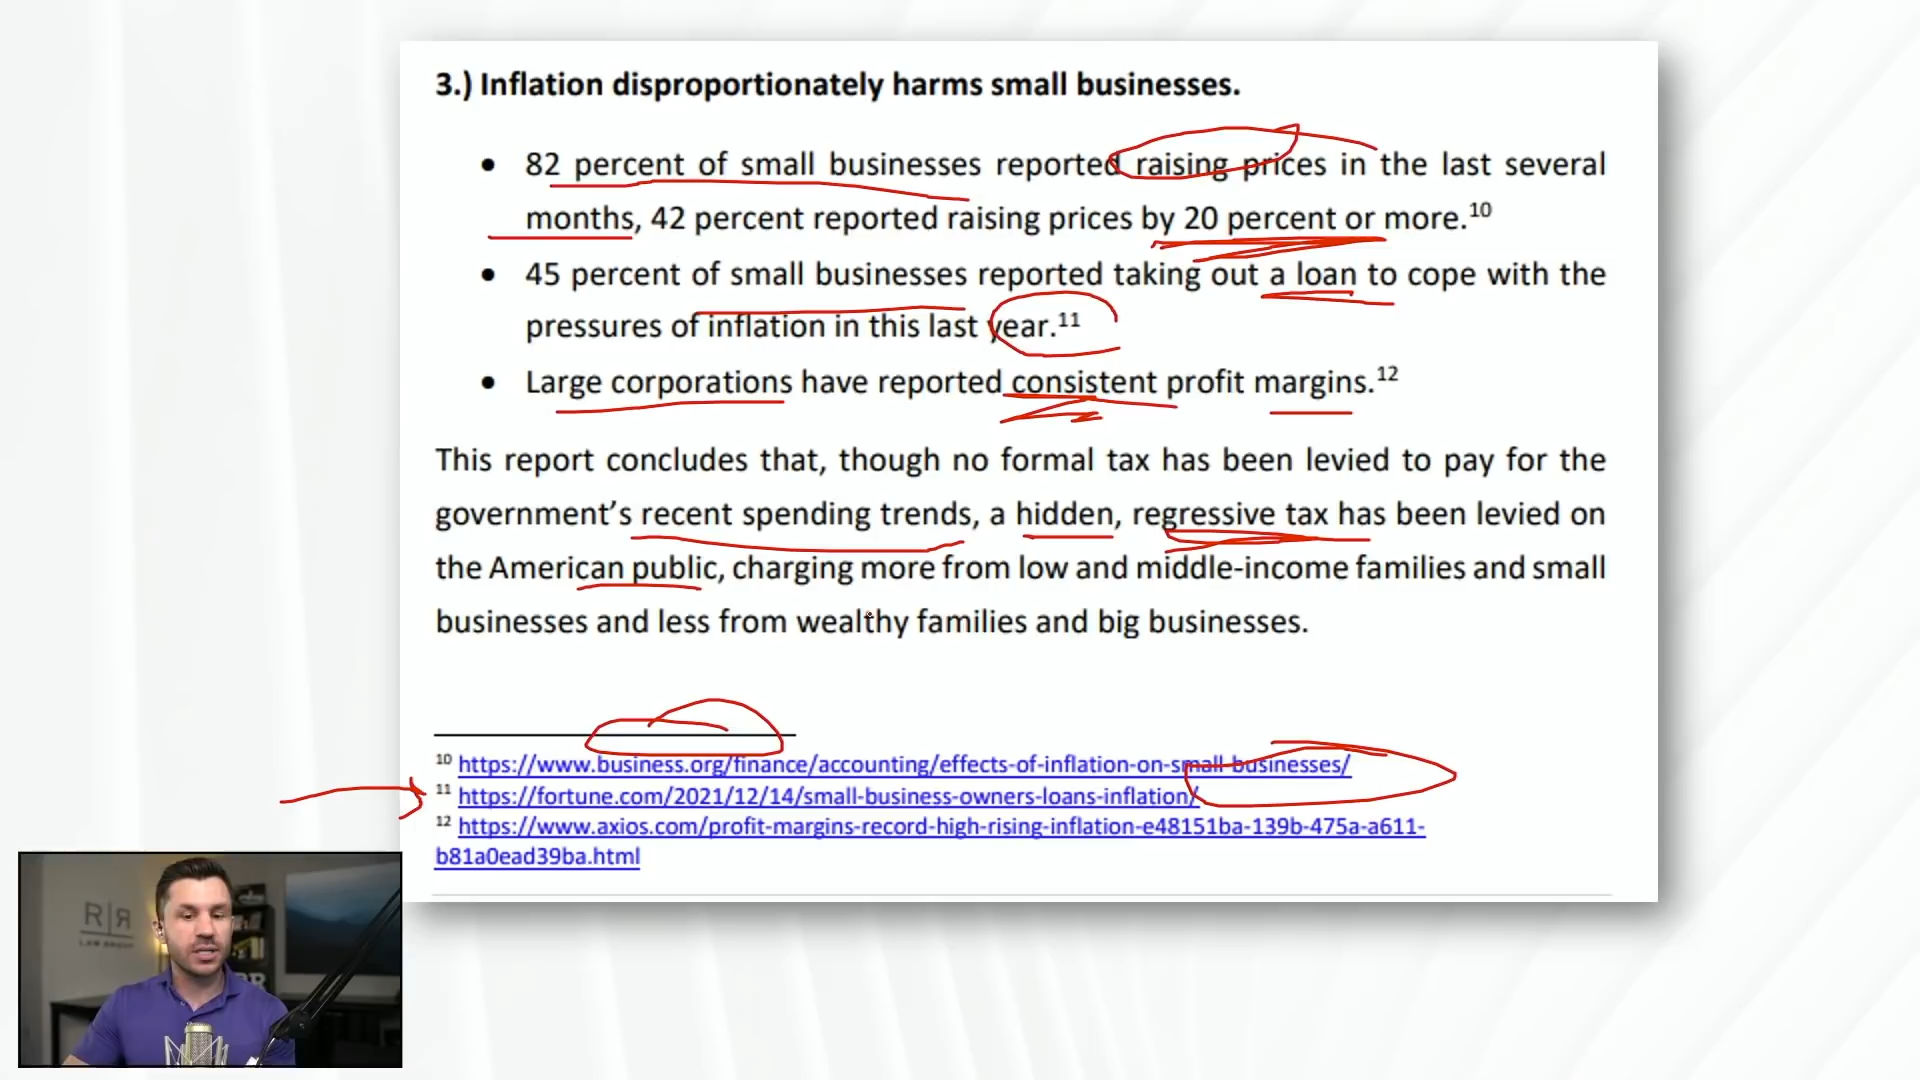 3.) Inflation disproportionately harms small businesses.
• 82 percent of small businesses reported raising prices in the last several
months, 42 percent reported raising prices by 20 percent or more.10
• 45 percent of small businesses reported taking out a loan to cope with the
pressures of inflation in this last year.11
• Large corporations have reported consistent profit margins.12
This report concludes that, though no formal tax has been levied to pay for the
government’s recent spending trends, a hidden, regressive tax has been levied on
the American public, charging more from low and middle-income families and small
businesses and less from wealthy families and big businesses.
10 https://www.business.org/finance/accounting/effects-of-inflation-on-small-businesses/
11 https://fortune.com/2021/12/14/small-business-owners-loans-inflation/
12 https://www.axios.com/profit-margins-record-high-rising-inflation-e48151ba-139b-475a-a611-
b81a0ead39ba.html
R|R
LAW GROUP